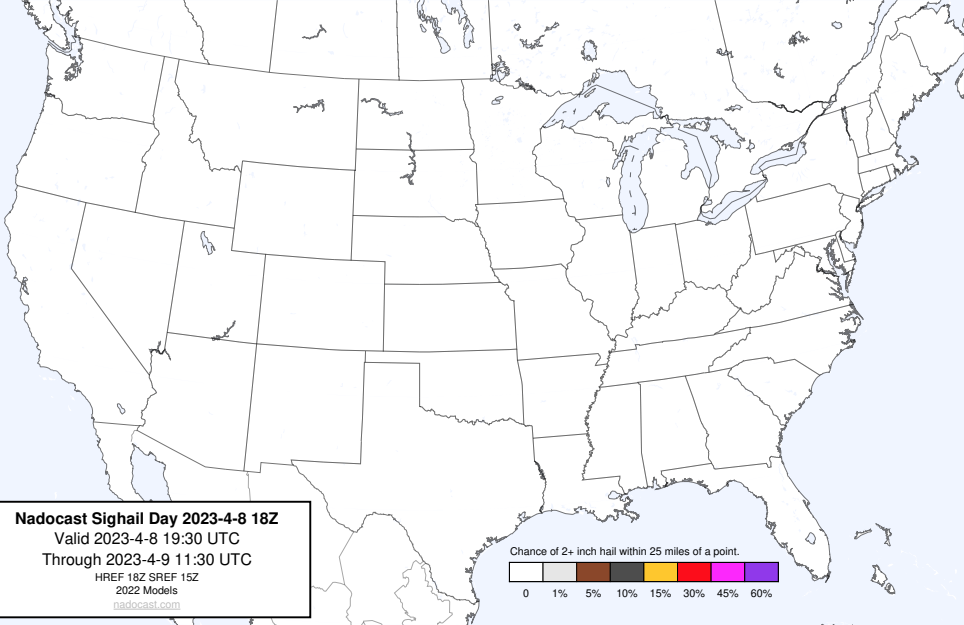 Nadocast Sighail Day 2023-4-8 18Z
Valid 2023-4-8 19:30 UTC
Through 2023-4-9 11:30 UTC
HREF 18Z SREF 15Z
2022 Models
nadocast.com
Chance of 2+ inch hail within 25 miles of a point.
0 1% 5% 10% 15% 30% 45% 60%